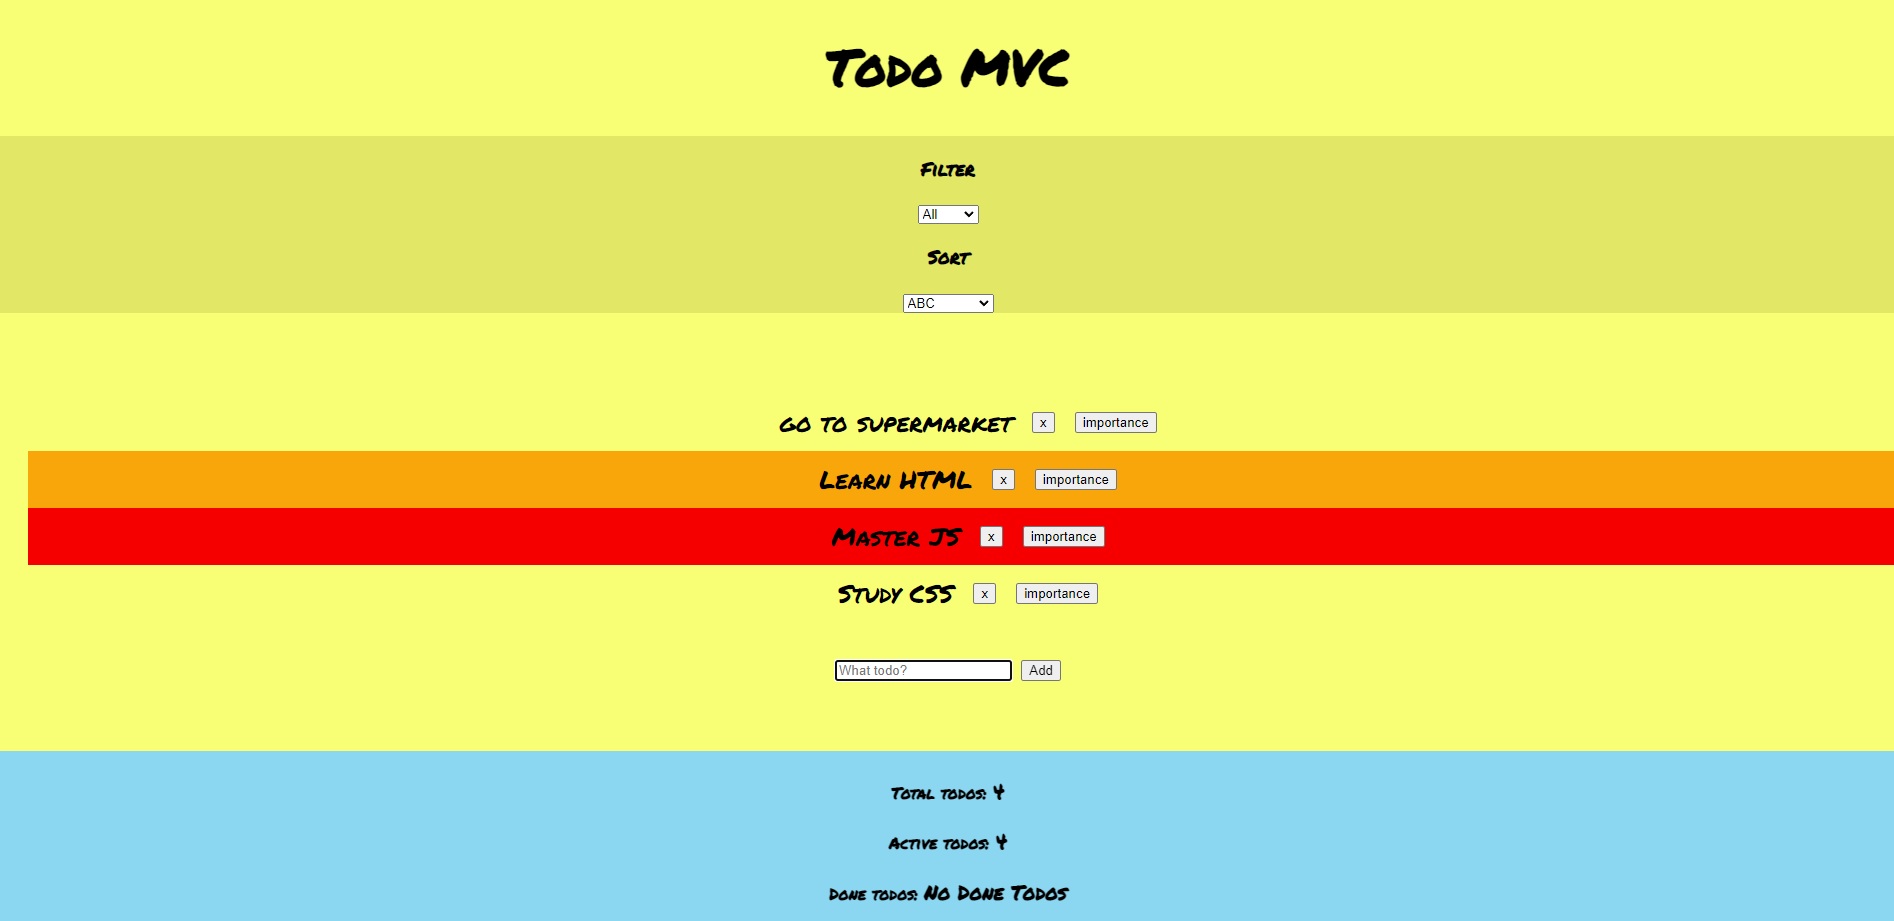 Todo MVC
Filter
All
Sort
ABC
go to supermarket x importance
Learn HTML x importance
Master JS x importance
Study CSS x importance
What todo? Add
Total todos: 4
Active todos: 4
Done todos: No Done Todos